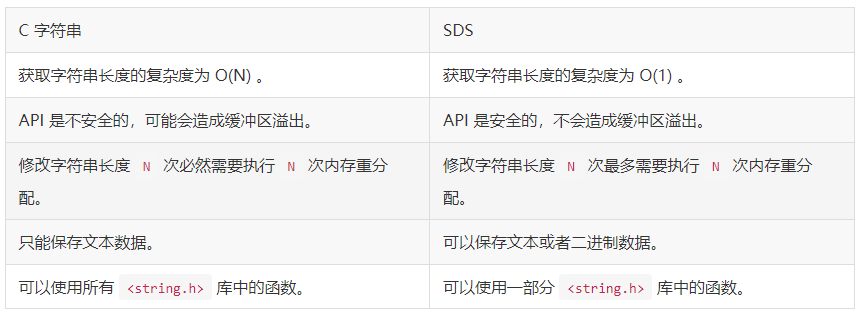 C 字符串
SDS
获取字符串长度的复杂度为 O(N) 。
获取字符串长度的复杂度为 O(1) 。
API 是不安全的，可能会造成缓冲区溢出。
API 是安全的，不会造成缓冲区溢出。
修改字符串长度 N 次必然需要执行 N 次内存重分
配。
修改字符串长度 N 次最多需要执行 N 次内存重分
配。
只能保存文本数据。
可以保存文本或者二进制数据。
可以使用所有 <string.h> 库中的函数。
可以使用一部分 <string.h> 库中的函数。